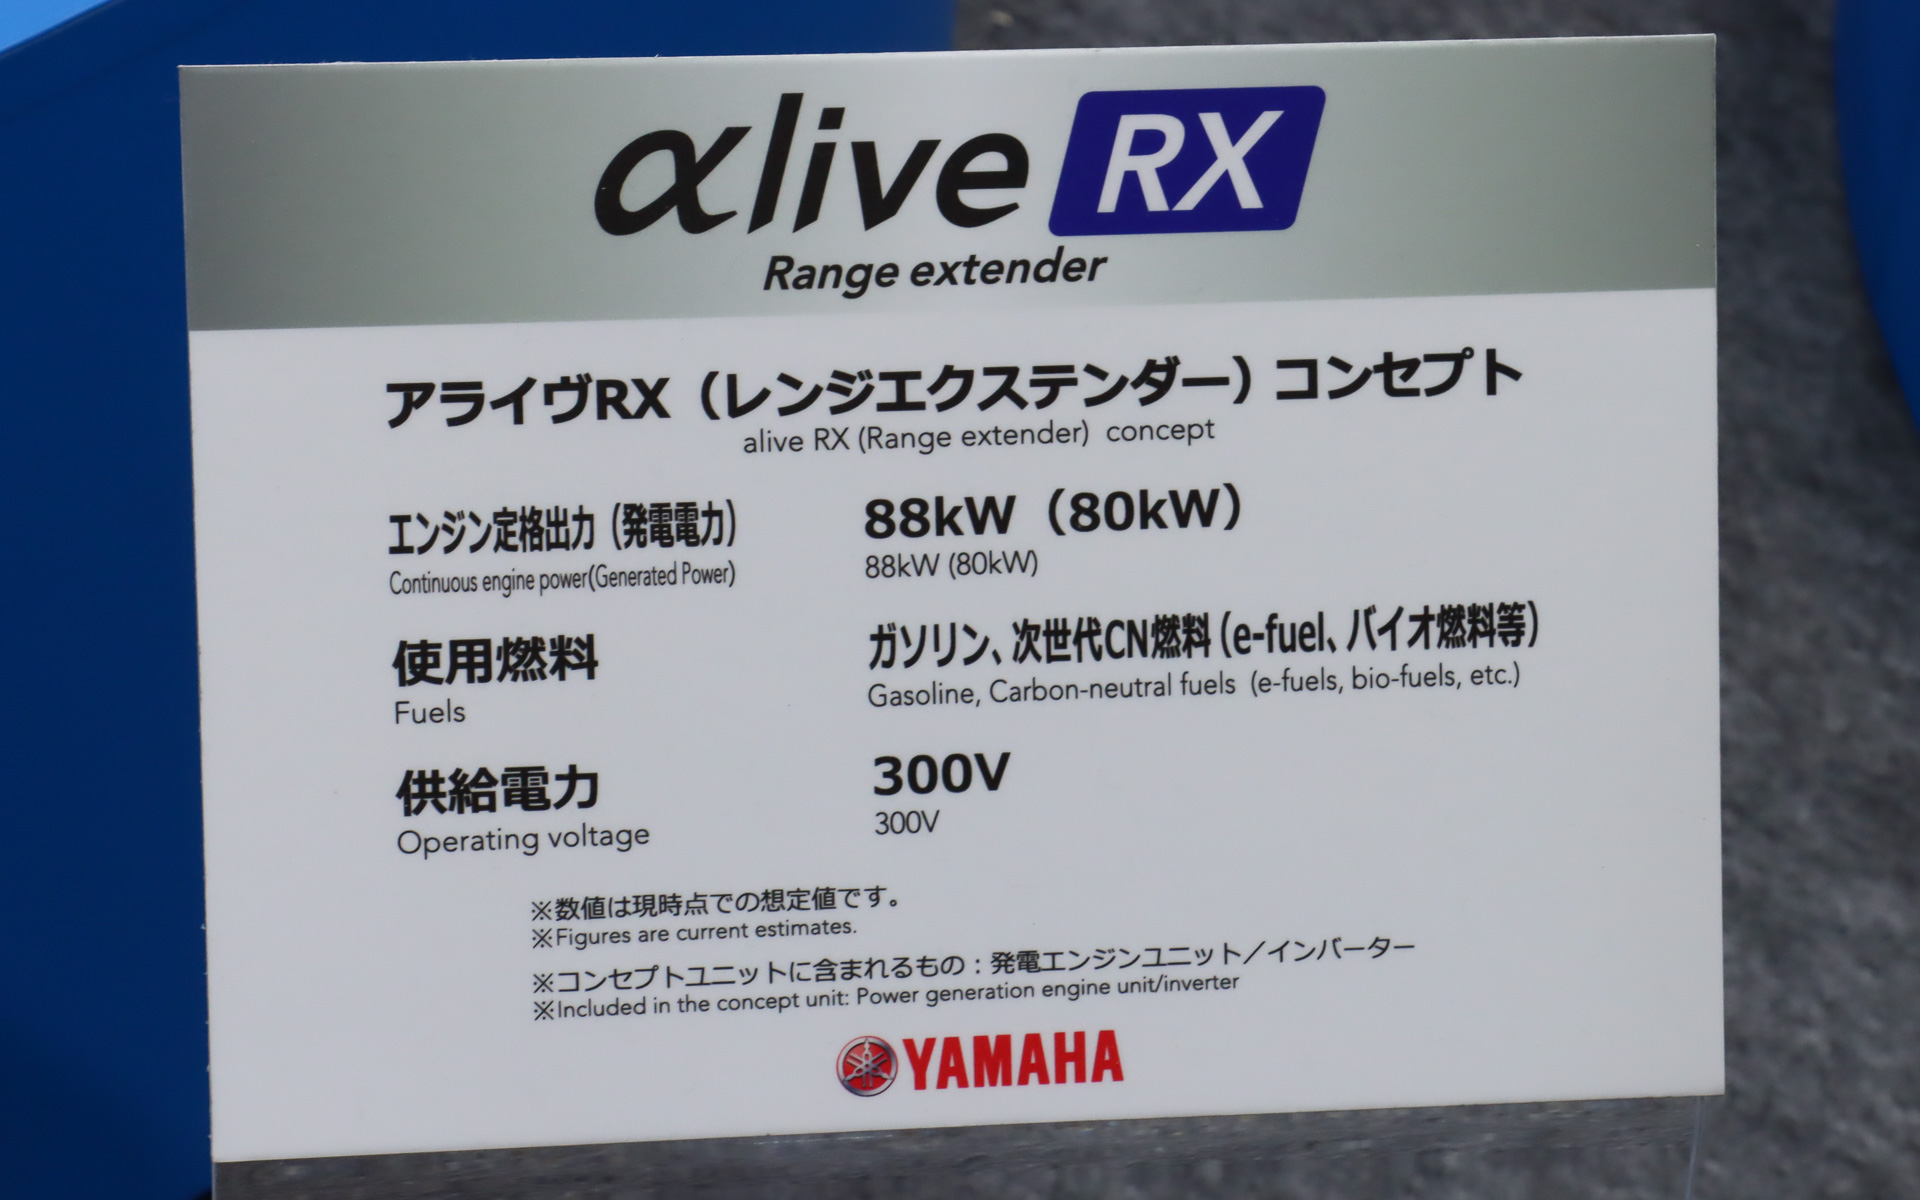 αlive RX
Range extender
アライヴRX（レンジエクステンダー）コンセプト
alive RX (Range extender) concept
エンジン定格出力（発電電力） 88kW（80kW）
Continuous engine power(Generated Power) 88kW (80kW)
使用燃料 ガソリン、次世代CN燃料（e-fuel、バイオ燃料等）
Fuels Gasoline, Carbon-neutral fuels (e-fuels, bio-fuels, etc.)
供給電力 300V
Operating voltage 300V
※数値は現時点での想定値です。
※Figures are current estimates.
※コンセプトユニットに含まれるもの：発電エンジンユニット／インバーター
※Included in the concept unit: Power generation engine unit/inverter
YAMAHA